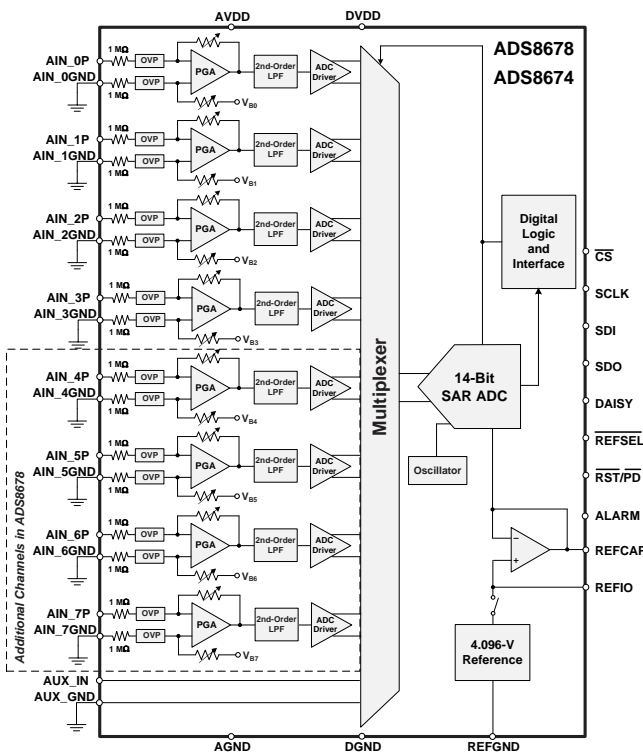 AVDD DVDD
ADS8678
ADS8674
AIN_0P
AIN_0GND
1 MΩ
1 MΩ
OVP
OVP
PGA
VB0
2nd-Order LPF
ADC Driver
AIN_1P
AIN_1GND
1 MΩ
1 MΩ
OVP
OVP
PGA
VB1
2nd-Order LPF
ADC Driver
AIN_2P
AIN_2GND
1 MΩ
1 MΩ
OVP
OVP
PGA
VB2
2nd-Order LPF
ADC Driver
AIN_3P
AIN_3GND
1 MΩ
1 MΩ
OVP
OVP
PGA
VB3
2nd-Order LPF
ADC Driver
Additional Channels in ADS8678
AIN_4P
AIN_4GND
1 MΩ
1 MΩ
OVP
OVP
PGA
VB4
2nd-Order LPF
ADC Driver
AIN_5P
AIN_5GND
1 MΩ
1 MΩ
OVP
OVP
PGA
VB5
2nd-Order LPF
ADC Driver
AIN_6P
AIN_6GND
1 MΩ
1 MΩ
OVP
OVP
PGA
VB6
2nd-Order LPF
ADC Driver
AIN_7P
AIN_7GND
1 MΩ
1 MΩ
OVP
OVP
PGA
VB7
2nd-Order LPF
ADC Driver
AUX_IN
AUX_GND
Multiplexer
Digital
Logic
and
Interface
14-Bit
SAR ADC
Oscillator
4.096-V
Reference
CS
SCLK
SDI
SDO
DAISY
REFSEL
RST/PD
ALARM
REFCAP
REFIO
AGND DGND REFGND